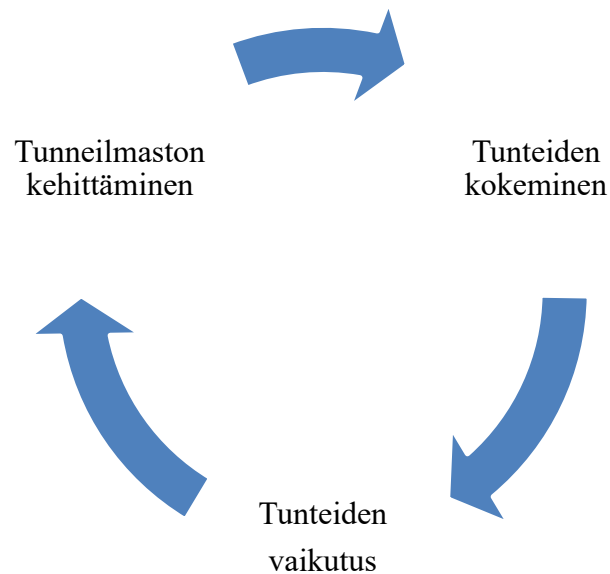 Tunneilmaston
kehittäminen
Tunteiden
kokeminen
Tunteiden
vaikutus